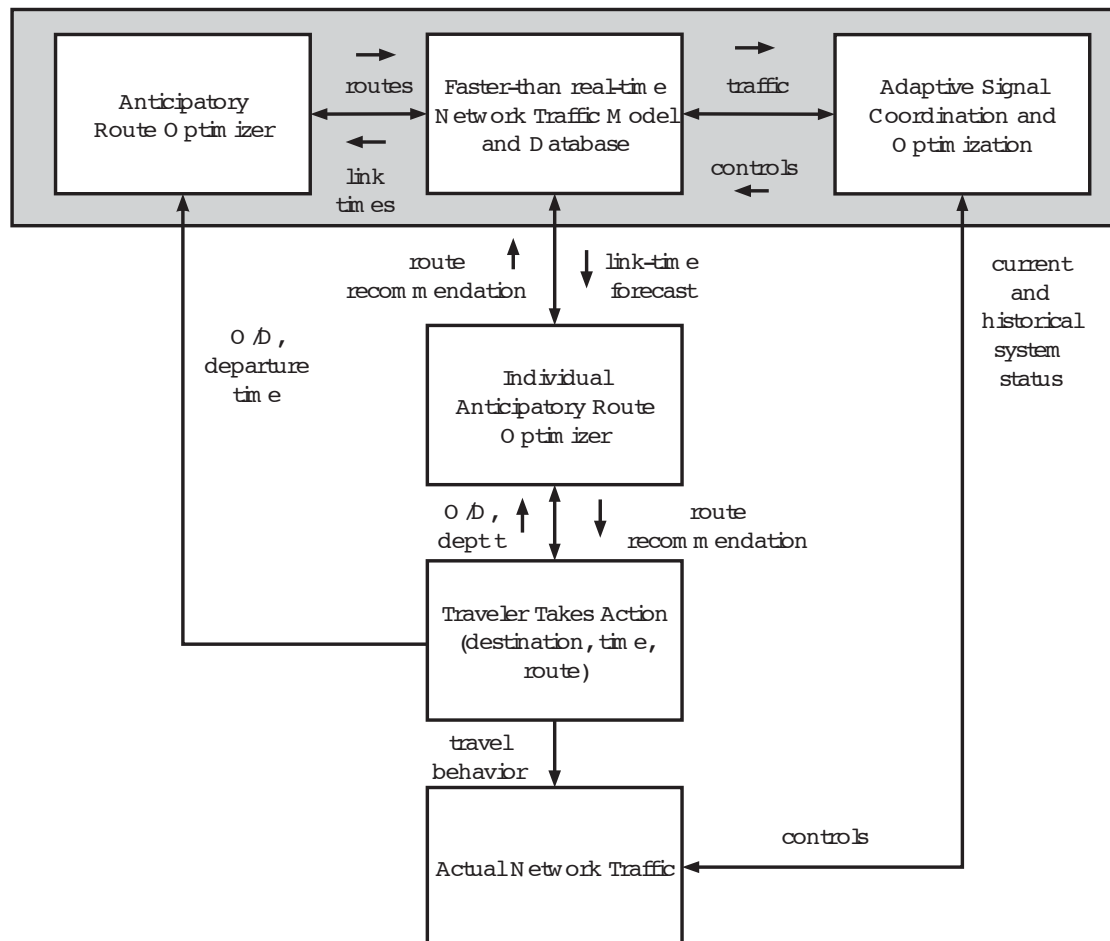 Anticipatory
Route Optimizer
routes
link
times
Faster-than real-time
Network Traffic Model
and Database
traffic
controls
Adaptive Signal
Coordination and
Optimization
route
recommendation
link-time
forecast
current
and
historical
system
status
O/D,
departure
time
Individual
Anticipatory Route
Optimizer
O/D,
dept t
route
recommendation
Traveler Takes Action
(destination, time,
route)
travel
behavior
controls
Actual Network Traffic